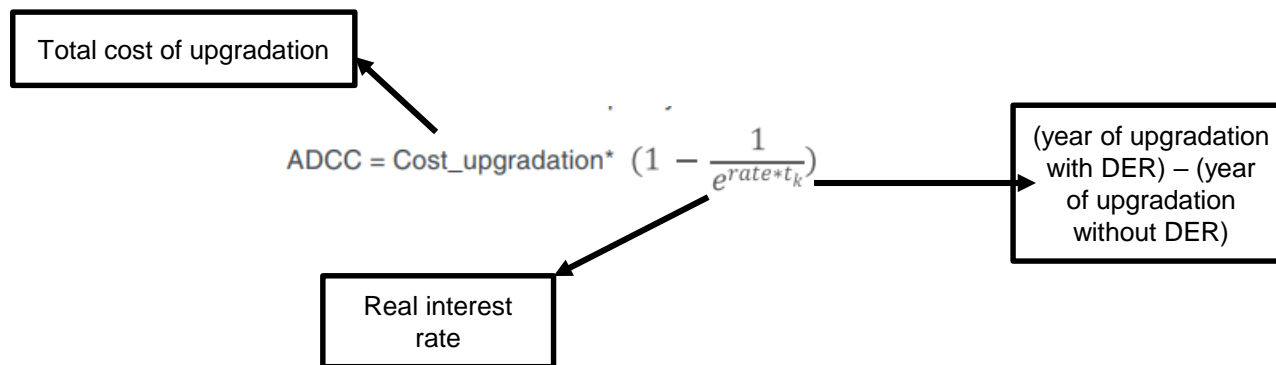 Total cost of upgradation
ADCC = Cost_upgradation* (1 − 1/e^{rate*t_k})
(year of upgradation
with DER) – (year
of upgradation
without DER)
Real interest
rate